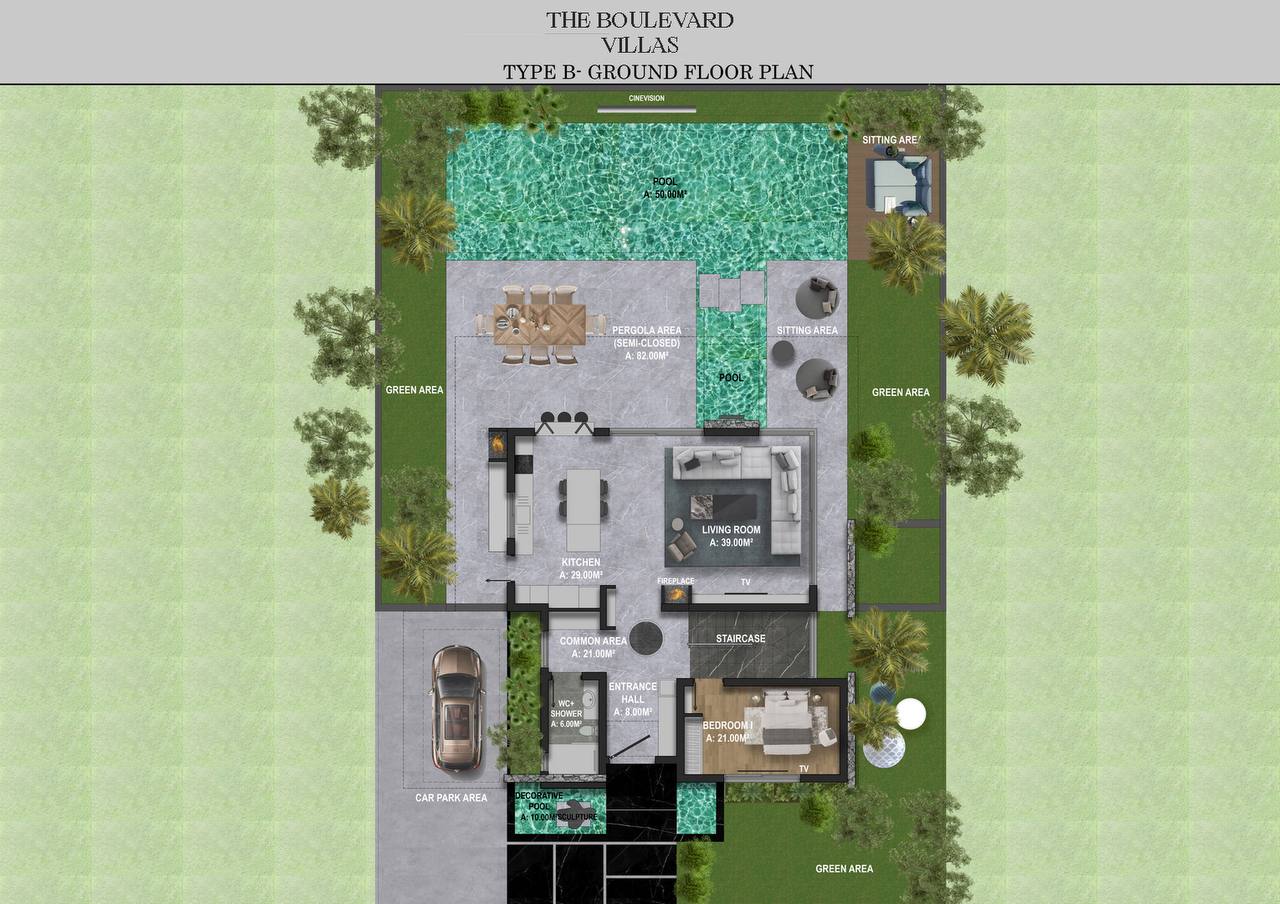 THE BOULEVARD
VILLAS
TYPE B- GROUND FLOOR PLAN
CINEVISION
SITTING ARE
POOL
A: 50.00M²
PERGOLA AREA
(SEMI-CLOSED)
A: 82.00M²
SITTING AREA
POOL
GREEN AREA
GREEN AREA
LIVING ROOM
A: 39.00M²
KITCHEN
A: 29.00M²
FIREPLACE
TV
COMMON AREA
A: 21.00M²
STAIRCASE
ENTRANCE
HALL
A: 8.00M²
WC+
SHOWER
A: 6.00M²
BEDROOM I
A: 21.00M²
TV
CAR PARK AREA
DECORATIVE
POOL
A: 10.00M²
SCULPTURE
GREEN AREA